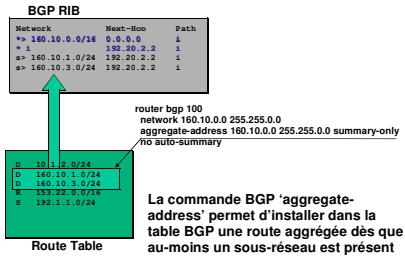 BGP RIB
Network Next-Hop Path
*> 160.10.0.0/16 0.0.0.0 i
* i 192.20.2.2 i
s> 160.10.1.0/24 192.20.2.2 i
s> 160.10.3.0/24 192.20.2.2 i
router bgp 100
network 160.10.0.0 255.255.0.0
aggregate-address 160.10.0.0 255.255.0.0 summary-only
no auto-summary
D 10.1.2.0/24
D 160.10.1.0/24
D 160.10.3.0/24
R 153.22.0.0/16
S 192.1.1.0/24
Route Table
La commande BGP ‘aggregate-
address’ permet d’installer dans la
table BGP une route agrégée dès que
au-moins un sous-réseau est présent